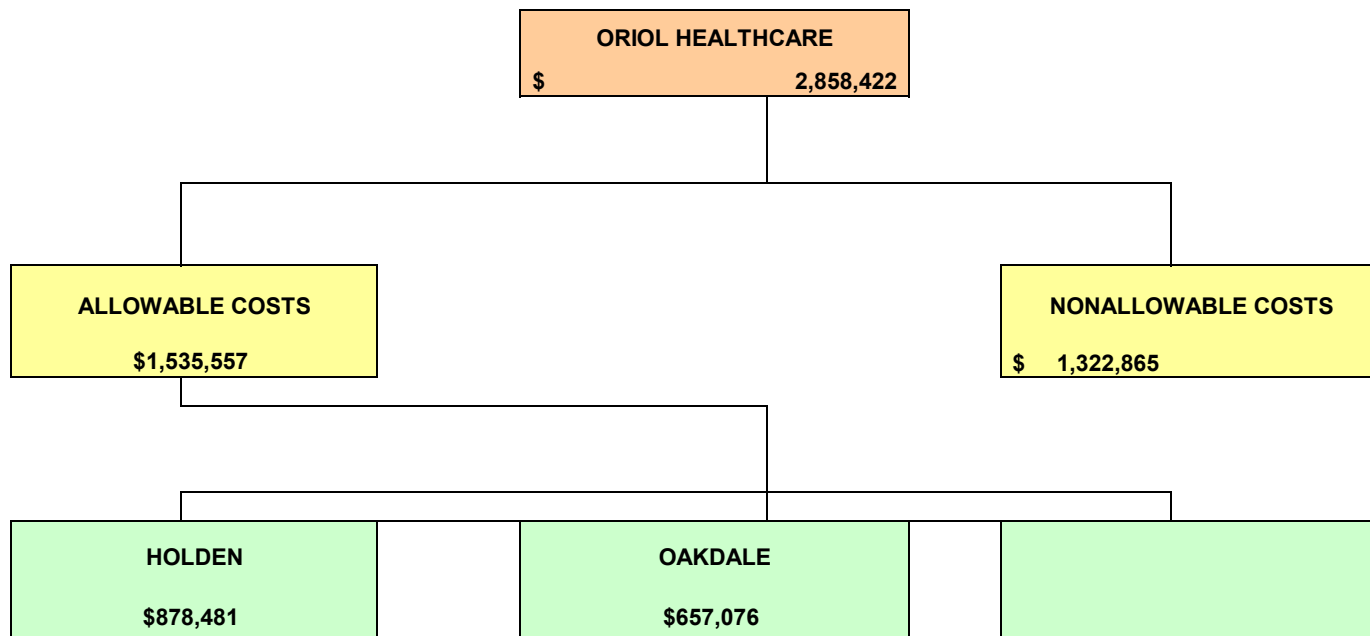 ORIOL HEALTHCARE
$ 2,858,422
ALLOWABLE COSTS
$1,535,557
NONALLOWABLE COSTS
$ 1,322,865
HOLDEN
$878,481
OAKDALE
$657,076